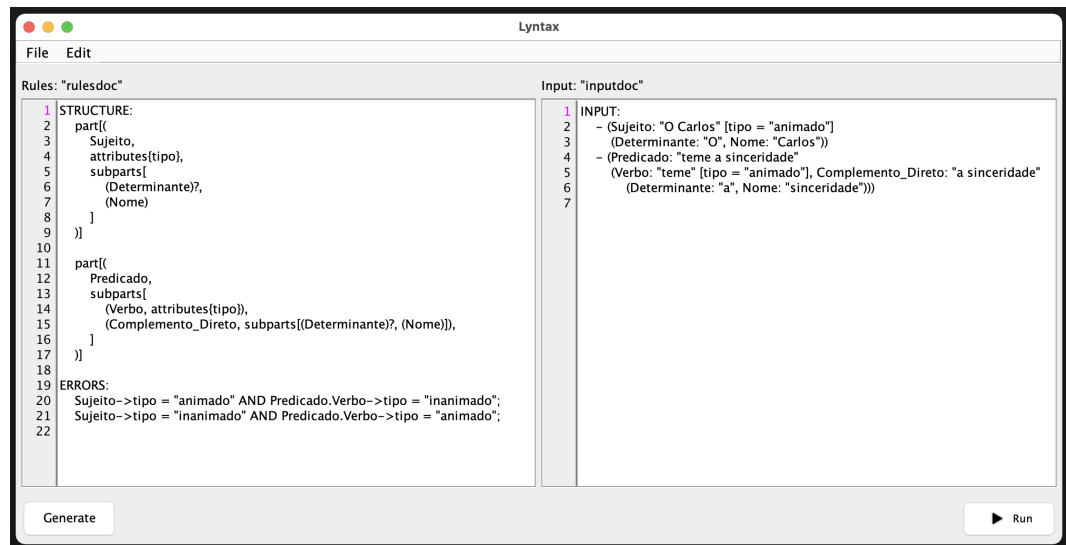 Lyntax
File Edit
Rules: "rulesdoc"
1 STRUCTURE:
2 part[(
3 Sujeito,
4 attributes{tipo},
5 subparts[
6 (Determinante)?,
7 (Nome)
8 ]
9 )]
10
11 part[(
12 Predicado,
13 subparts[
14 (Verbo, attributes{tipo}),
15 (Complemento_Direto, subparts[(Determinante)?, (Nome)]),
16 ]
17 )]
18
19 ERRORS:
20 Sujeito->tipo = "animado" AND Predicado.Verbo->tipo = "inanimado";
21 Sujeito->tipo = "inanimado" AND Predicado.Verbo->tipo = "animado";
22
Input: "inputdoc"
1 INPUT:
2 - (Sujeito: "O Carlos" [tipo = "animado"]
3 (Determinante: "O", Nome: "Carlos"))
4 - (Predicado: "teme a sinceridade"
5 (Verbo: "teme" [tipo = "animado"], Complemento_Direto: "a sinceridade"
6 (Determinante: "a", Nome: "sinceridade")))
7
Generate
Run